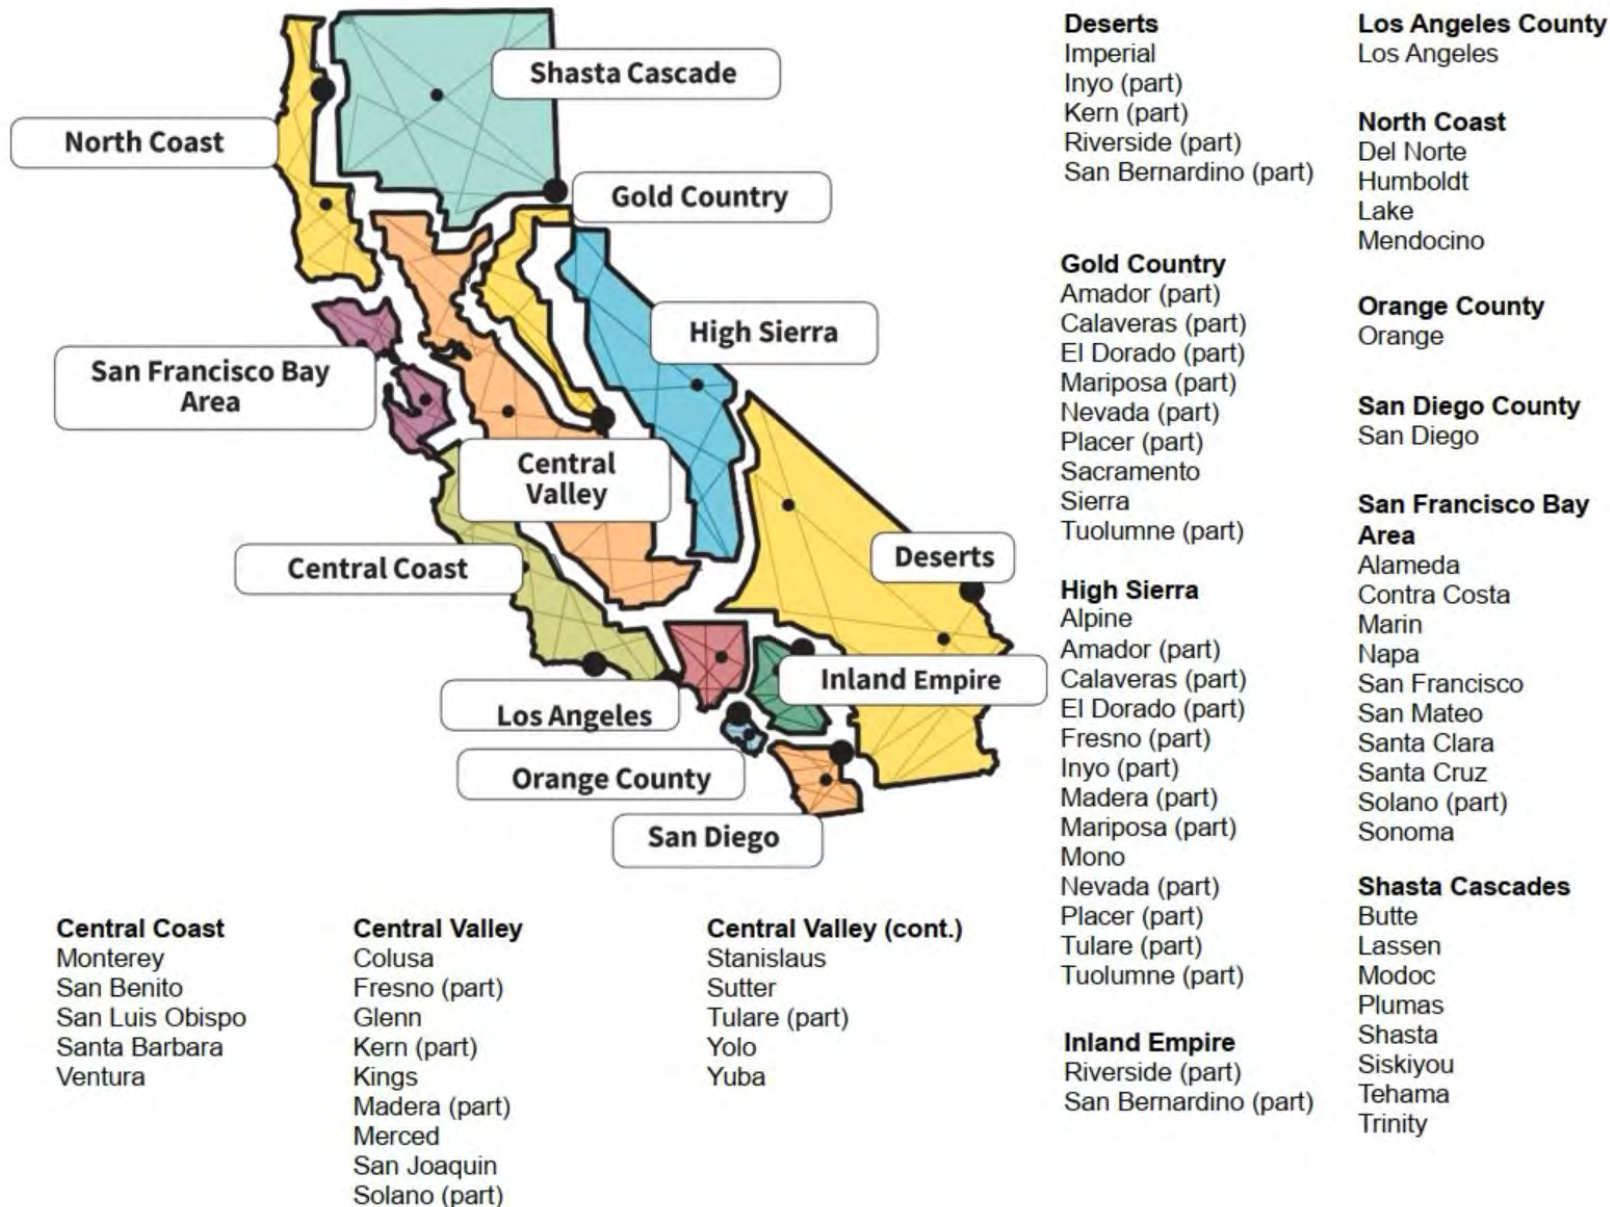 Shasta Cascade
North Coast
Gold Country
High Sierra
San Francisco Bay
Area
Central
Valley
Deserts
Central Coast
Inland Empire
Los Angeles
Orange County
San Diego
Central Coast
Monterey
San Benito
San Luis Obispo
Santa Barbara
Ventura
Central Valley
Colusa
Fresno (part)
Glenn
Kern (part)
Kings
Madera (part)
Merced
San Joaquin
Solano (part)
Central Valley (cont.)
Stanislaus
Sutter
Tulare (part)
Yolo
Yuba
Deserts
Imperial
Inyo (part)
Kern (part)
Riverside (part)
San Bernardino (part)
Gold Country
Amador (part)
Calaveras (part)
El Dorado (part)
Mariposa (part)
Nevada (part)
Placer (part)
Sacramento
Sierra
Tuolumne (part)
High Sierra
Alpine
Amador (part)
Calaveras (part)
El Dorado (part)
Fresno (part)
Inyo (part)
Madera (part)
Mariposa (part)
Mono
Nevada (part)
Placer (part)
Tulare (part)
Tuolumne (part)
Inland Empire
Riverside (part)
San Bernardino (part)
Los Angeles County
Los Angeles
North Coast
Del Norte
Humboldt
Lake
Mendocino
Orange County
Orange
San Diego County
San Diego
San Francisco Bay
Area
Alameda
Contra Costa
Marin
Napa
San Francisco
San Mateo
Santa Clara
Santa Cruz
Solano (part)
Sonoma
Shasta Cascades
Butte
Lassen
Modoc
Plumas
Shasta
Siskiyou
Tehama
Trinity